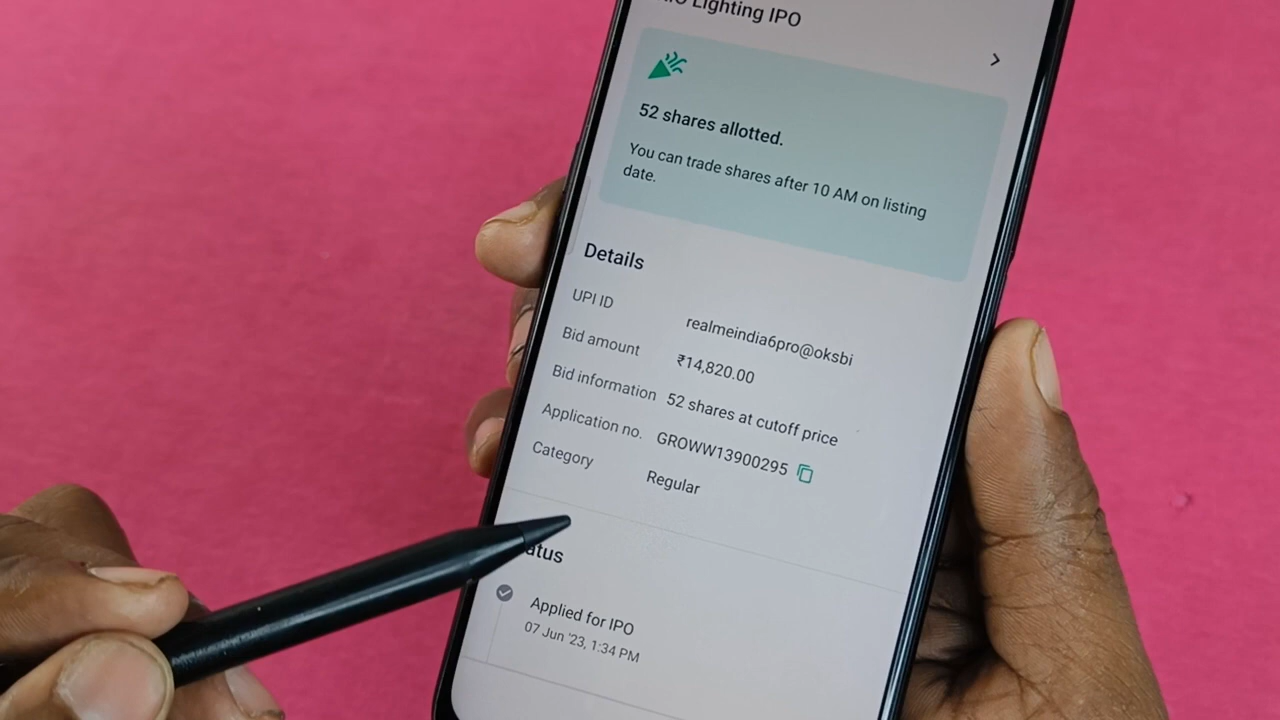 Lighting IPO
52 shares allotted.
You can trade shares after 10 AM on listing
date.
Details
UPI ID realmeindia6pro@oksbi
Bid amount ₹14,820.00
Bid information 52 shares at cutoff price
Application no. GROWW13900295
Category Regular
atus
Applied for IPO
07 Jun '23, 1:34 PM